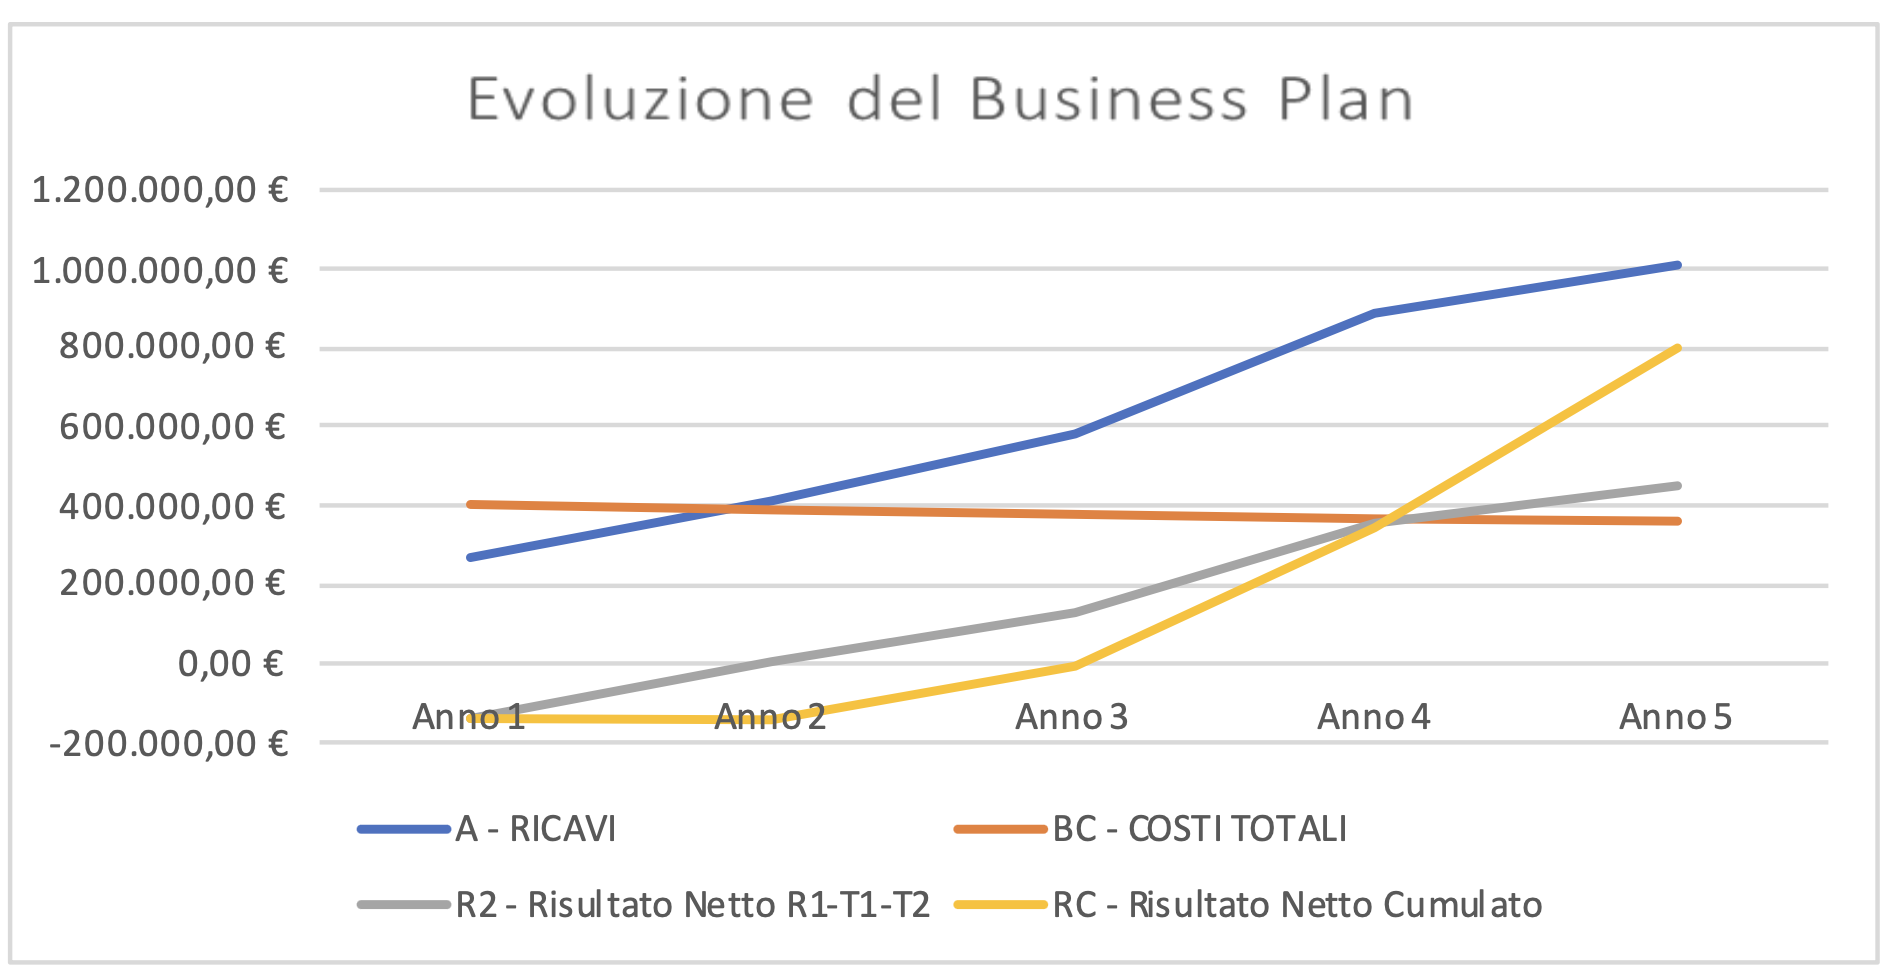 Evoluzione del Business Plan
1.200.000,00 €
1.000.000,00 €
800.000,00 €
600.000,00 €
400.000,00 €
200.000,00 €
0,00 €
-200.000,00 €
Anno 1 Anno 2 Anno 3 Anno 4 Anno 5
A - RICAVI BC - COSTI TOTALI
R2 - Risultato Netto R1-T1-T2 RC - Risultato Netto Cumulato